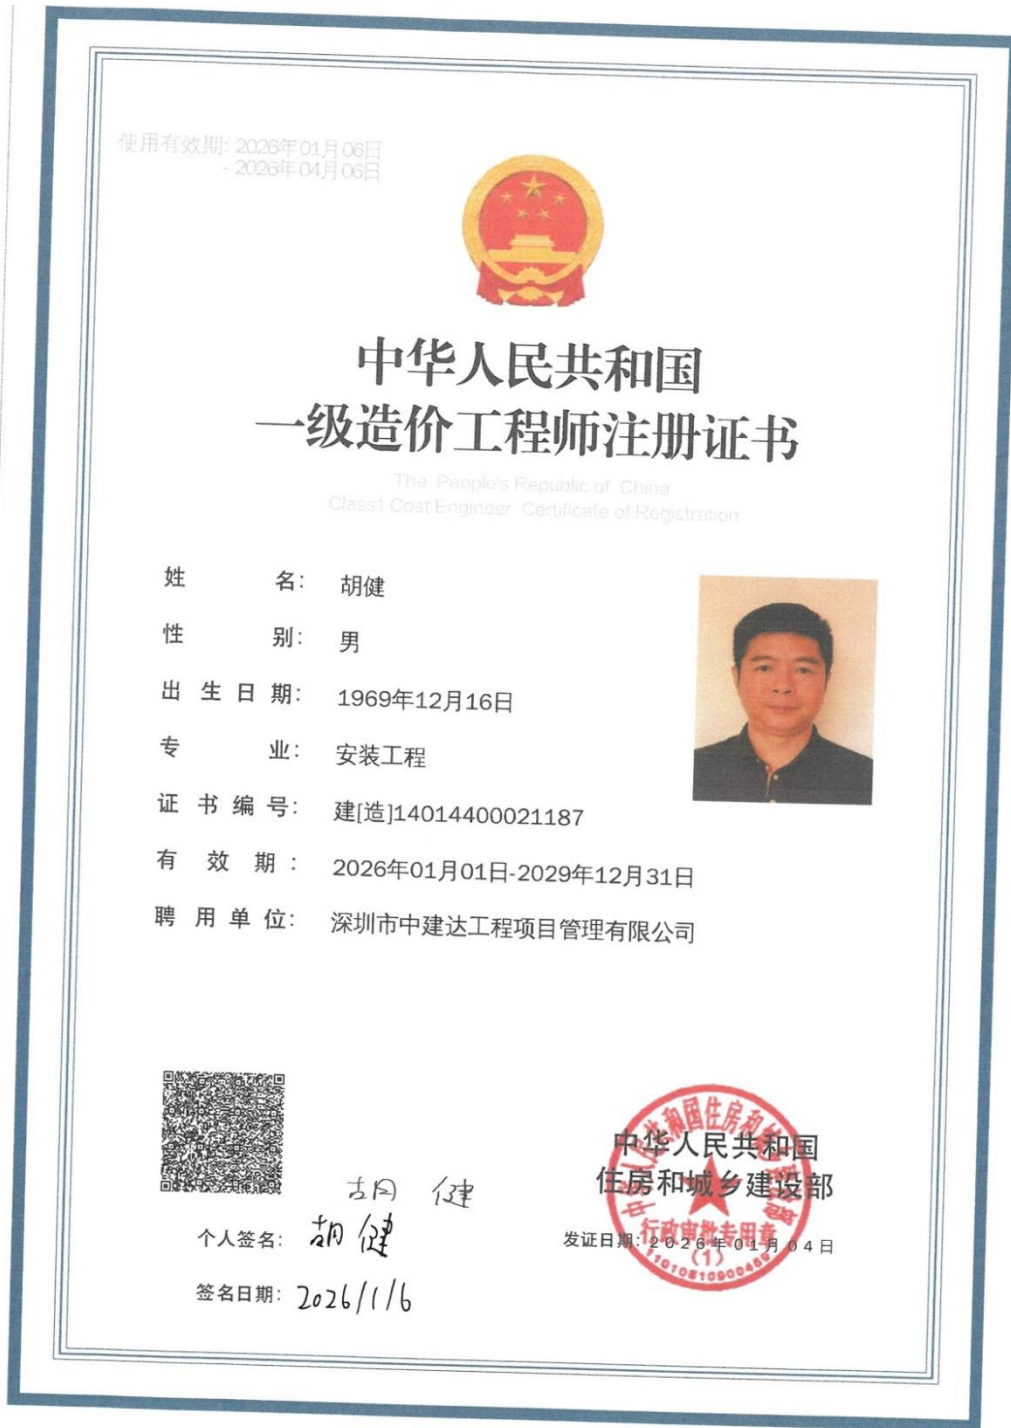 使用有效期: 2026年01月06日
- 2026年04月06日
中华人民共和国
一级造价工程师注册证书
The People's Republic of China
Class1 Cost Engineer Certificate of Registration
姓名: 胡健
性别: 男
出生日期: 1969年12月16日
专业: 安装工程
证书编号: 建[造]14014400021187
有效期: 2026年01月01日-2029年12月31日
聘用单位: 深圳市中建达工程项目管理有限公司
中华人民共和国
住房和城乡建设部
胡 健
个人签名: 胡健
发证日期: 2026年01月04日
签名日期: 2026/1/6
行政审批专用章
(1)